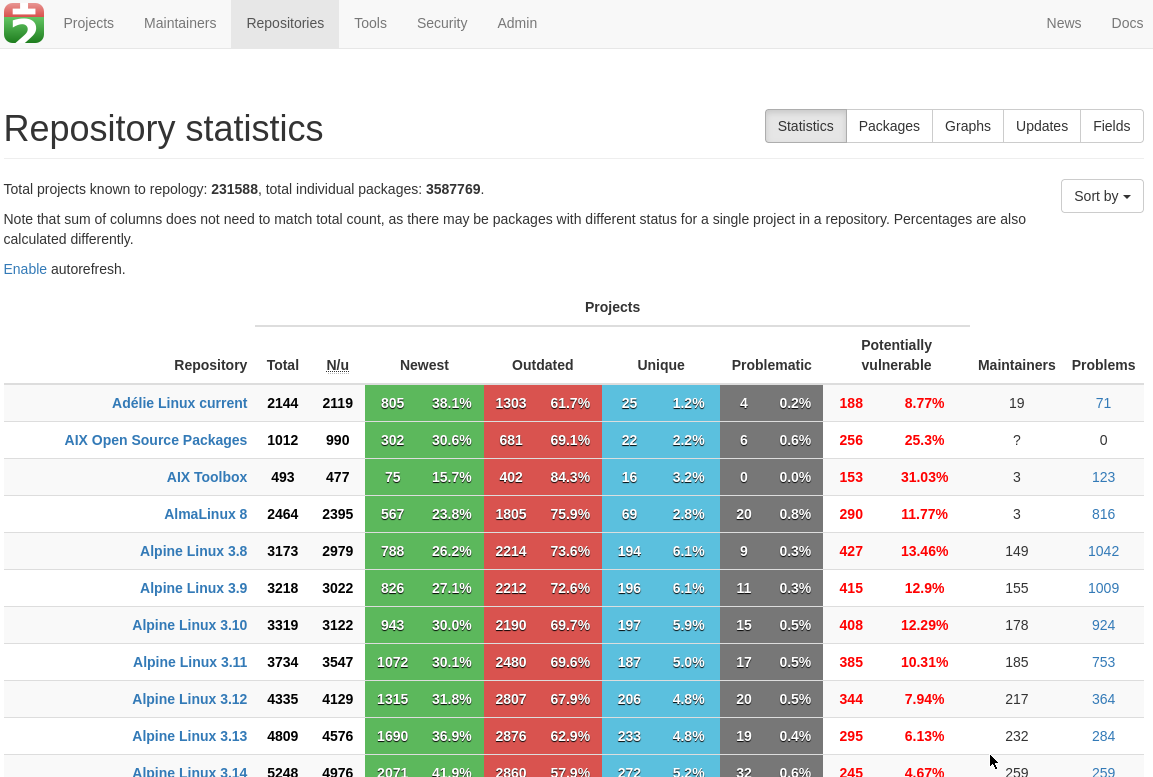 Projects Maintainers Repositories Tools Security Admin News Docs
Repository statistics
Statistics Packages Graphs Updates Fields
Total projects known to repology: 231588, total individual packages: 3587769.
Sort by
Note that sum of columns does not need to match total count, as there may be packages with different status for a single project in a repository. Percentages are also
calculated differently.
Enable autorefresh.
Projects
Repository Total N/u Newest Outdated Unique Problematic Potentially vulnerable Maintainers Problems
Adélie Linux current 2144 2119 805 38.1% 1303 61.7% 25 1.2% 4 0.2% 188 8.77% 19 71
AIX Open Source Packages 1012 990 302 30.6% 681 69.1% 22 2.2% 6 0.6% 256 25.3% ? 0
AIX Toolbox 493 477 75 15.7% 402 84.3% 16 3.2% 0 0.0% 153 31.03% 3 123
AlmaLinux 8 2464 2395 567 23.8% 1805 75.9% 69 2.8% 20 0.8% 290 11.77% 3 816
Alpine Linux 3.8 3173 2979 788 26.2% 2214 73.6% 194 6.1% 9 0.3% 427 13.46% 149 1042
Alpine Linux 3.9 3218 3022 826 27.1% 2212 72.6% 196 6.1% 11 0.3% 415 12.9% 155 1009
Alpine Linux 3.10 3319 3122 943 30.0% 2190 69.7% 197 5.9% 15 0.5% 408 12.29% 178 924
Alpine Linux 3.11 3734 3547 1072 30.1% 2480 69.6% 187 5.0% 17 0.5% 385 10.31% 185 753
Alpine Linux 3.12 4335 4129 1315 31.8% 2807 67.9% 206 4.8% 20 0.5% 344 7.94% 217 364
Alpine Linux 3.13 4809 4576 1690 36.9% 2876 62.9% 233 4.8% 19 0.4% 295 6.13% 232 284
Alpine Linux 3.14 5248 4976 2071 41.9% 2860 57.9% 272 5.2% 32 0.6% 245 4.67% 259 259